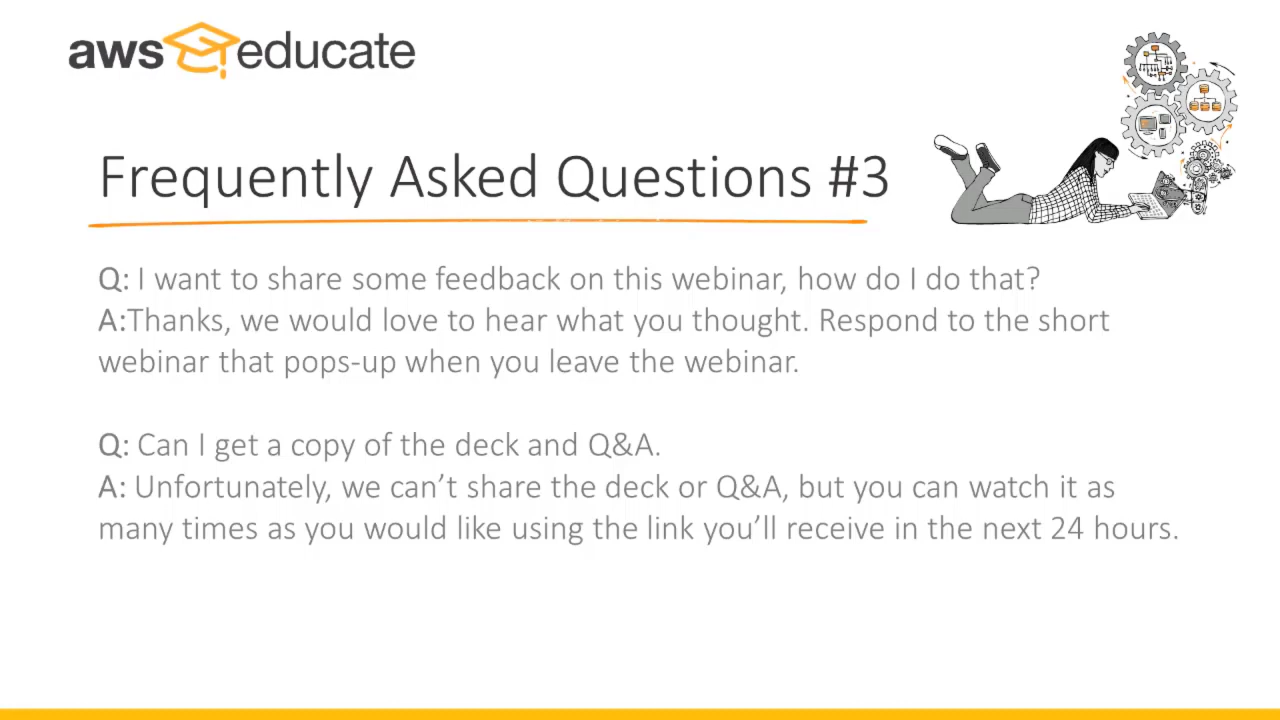 aws educate
Frequently Asked Questions #3
Q: I want to share some feedback on this webinar, how do I do that?
A:Thanks, we would love to hear what you thought. Respond to the short
webinar that pops-up when you leave the webinar.
Q: Can I get a copy of the deck and Q&A.
A: Unfortunately, we can’t share the deck or Q&A, but you can watch it as
many times as you would like using the link you’ll receive in the next 24 hours.